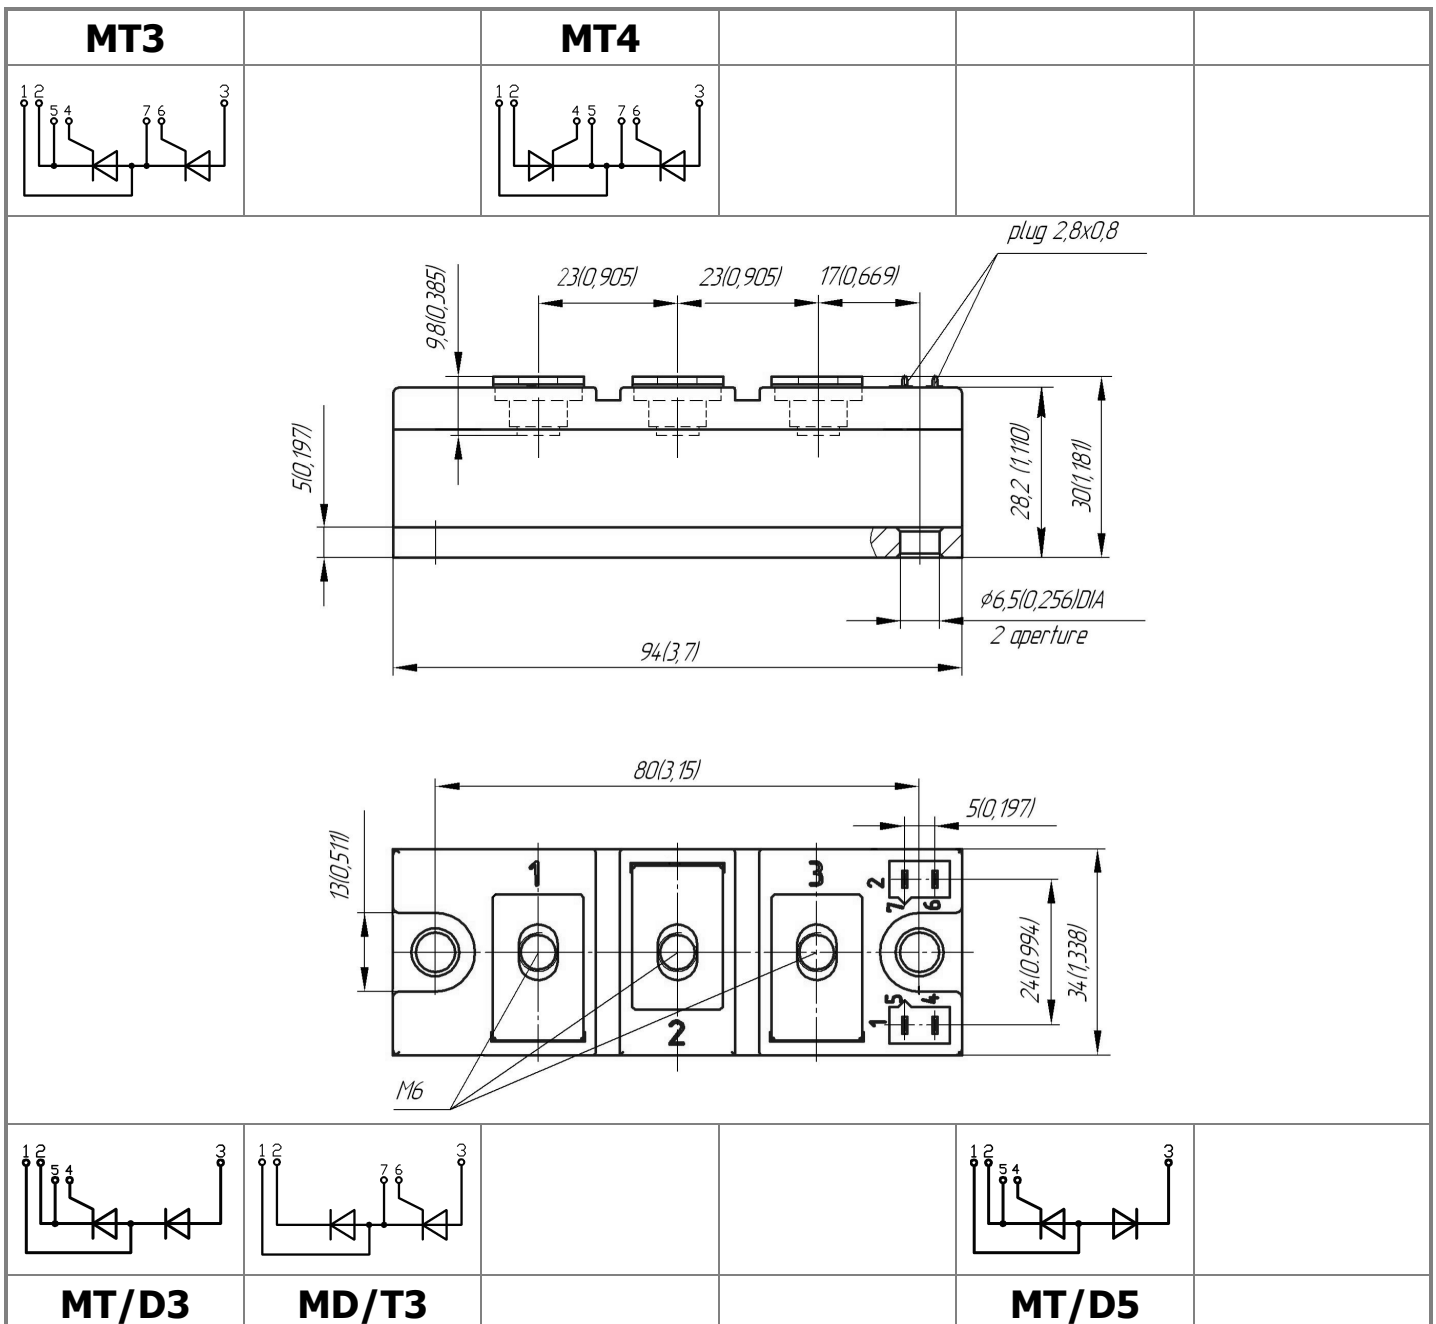 MT3 MT4
1 2 5 4 7 6 3
1 2 4 5 7 6 3
plug 2,8x0,8
23(0,905) 23(0,905) 17(0,669)
9,8(0,385)
5(0,197)
28,2 (1,110)
30(1,181)
ϕ6,5(0,256)DIA
2 aperture
94(3,7)
80(3,15)
5(0,197)
13(0,511)
1 3 2
7 6
2
24(0.994)
34(1,338)
5 4
1
M6
1 2 5 4 3
1 2 7 6 3
1 2 5 4 3
MT/D3 MD/T3 MT/D5